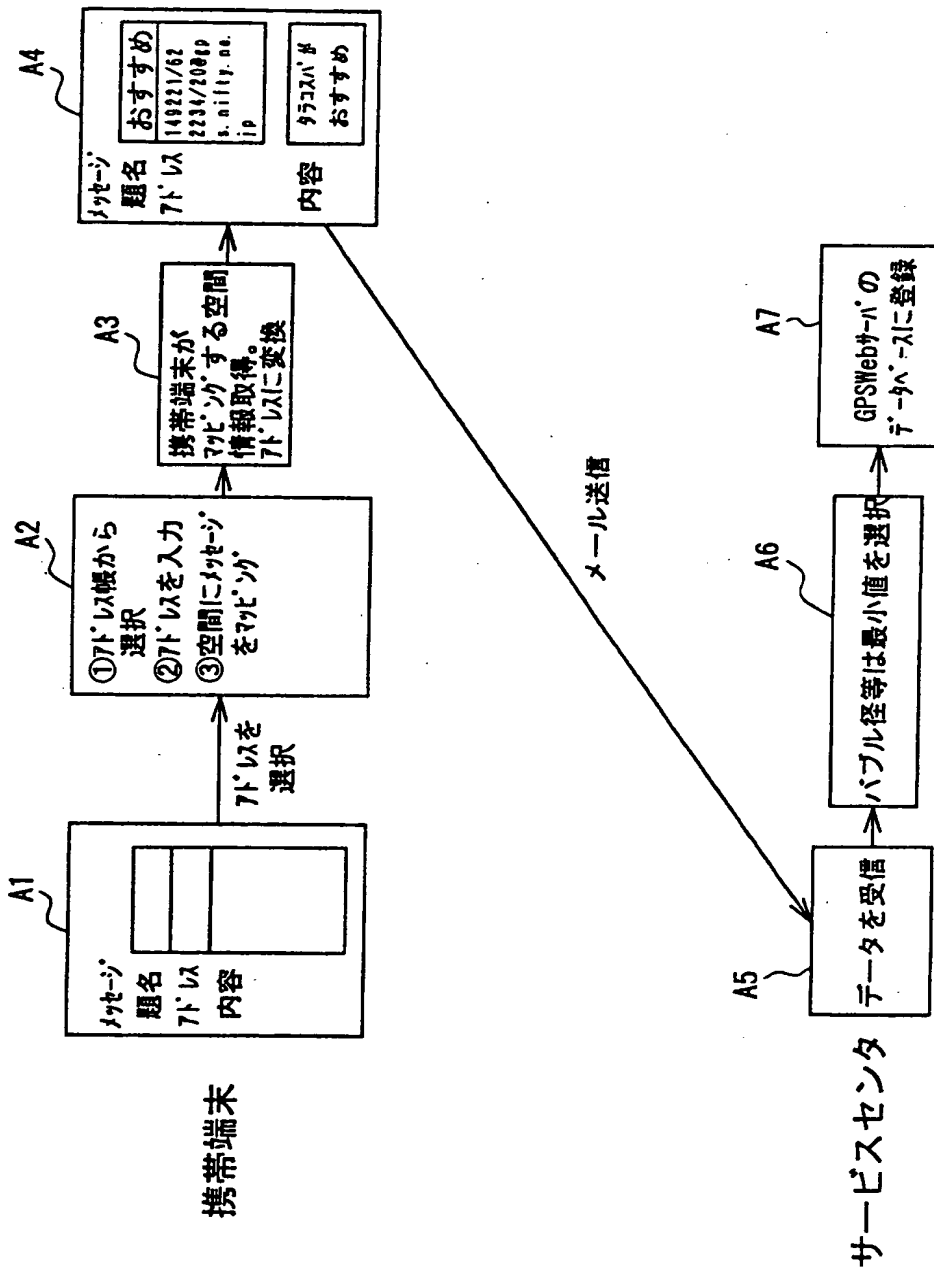 携帯端末
A1
メッセージ
題名
アドレス
内容
アドレスを
選択
A2
①アドレス帳から
選択
②アドレスを入力
③空間にメッセージ
をマッピング
A3
携帯端末が
マッピングする空間
情報取得。
アドレスに変換
A4
メッセージ
題名
おすすめ
アドレス
149221/62
2234/20@gp
s.nifty.ne.
jp
内容
タラコスパが
おすすめ
メール送信
サービスセンタ
A5
データを受信
A6
バブル径等は最小値を選択
A7
GPSWebサーバの
データベースに登録